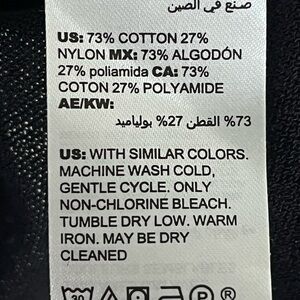 صنع في الصين
US: 73% COTTON 27%
NYLON MX: 73% ALGODÓN
27% poliamida CA: 73%
COTON 27% POLYAMIDE
AE/KW:
73% القطن 27% بولياميد
US: WITH SIMILAR COLORS.
MACHINE WASH COLD,
GENTLE CYCLE. ONLY
NON-CHLORINE BLEACH.
TUMBLE DRY LOW. WARM
IRON. MAY BE DRY
CLEANED
30